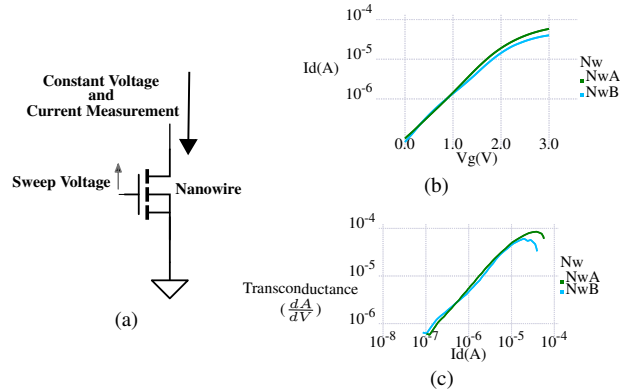 (a)
Constant Voltage
and
Current Measurement
Sweep Voltage
Nanowire
10^-4
10^-5
10^-6
Id(A)
Nw
NwA
NwB
0.0 1.0 2.0 3.0
Vg(V)
(b)
10^-4
10^-5
10^-6
Transconductance
(dA/dV)
Nw
NwA
NwB
10^-8 10^-7 10^-6 10^-5 10^-4
Id(A)
(a)
(c)